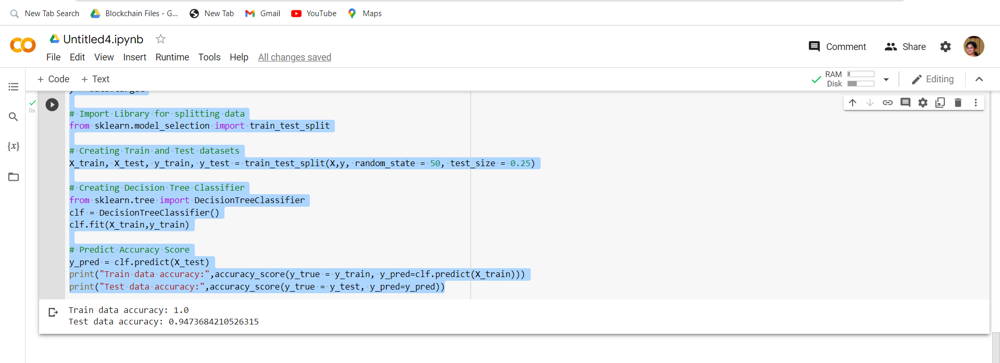 New Tab Search Blockchain Files - G... New Tab Gmail YouTube Maps
Untitled4.ipynb
File Edit View Insert Runtime Tools Help All changes saved
Comment Share
+ Code + Text
RAM
Disk
Editing
0s
# Import Library for splitting data
from sklearn.model_selection import train_test_split
{x}
# Creating Train and Test datasets
X_train, X_test, y_train, y_test = train_test_split(X,y, random_state = 50, test_size = 0.25)
# Creating Decision Tree Classifier
from sklearn.tree import DecisionTreeClassifier
clf = DecisionTreeClassifier()
clf.fit(X_train,y_train)
# Predict Accuracy Score
y_pred = clf.predict(X_test)
print("Train data accuracy:",accuracy_score(y_true = y_train, y_pred=clf.predict(X_train)))
print("Test data accuracy:",accuracy_score(y_true = y_test, y_pred=y_pred))
Train data accuracy: 1.0
Test data accuracy: 0.9473684210526315